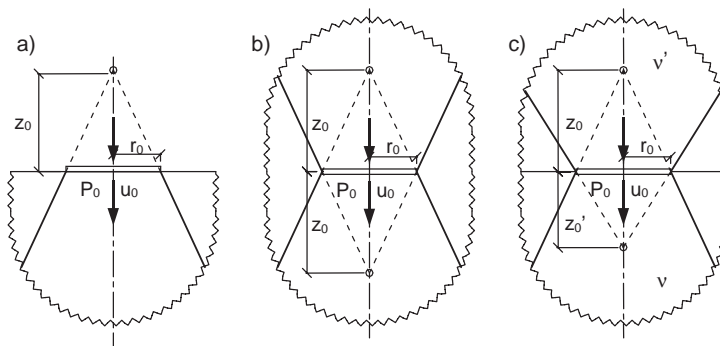 a)
z₀
r₀
P₀ u₀
b)
z₀
r₀
P₀ u₀
z₀
c)
ν'
z₀
r₀
P₀ u₀
z₀'
ν